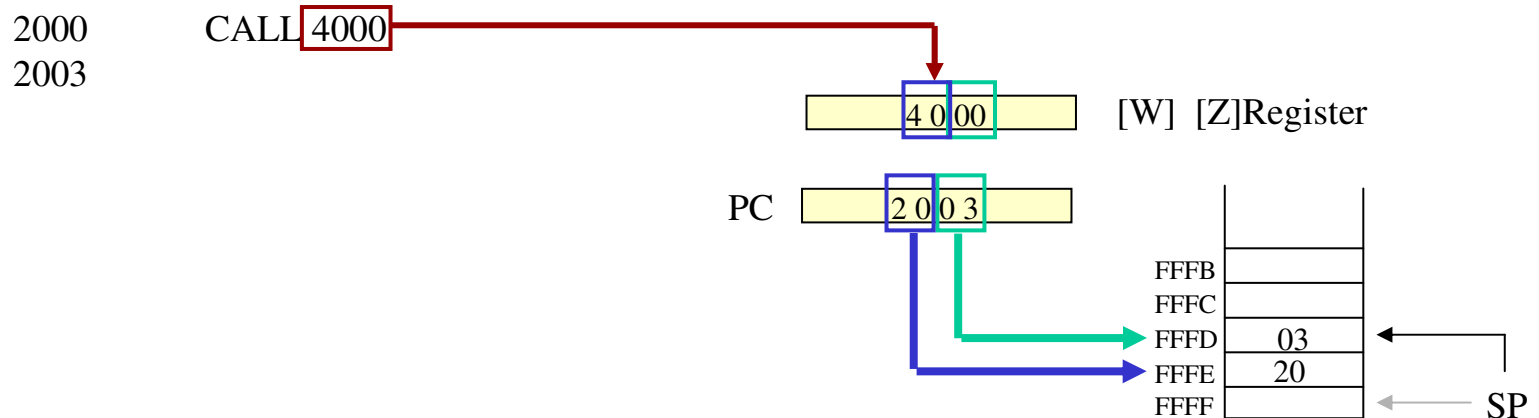 2000 CALL 4000
2003
4 0 00 [W] [Z]Register
PC 2 0 0 3
FFFB
FFFC
FFFD 03
FFFE 20
FFFF SP